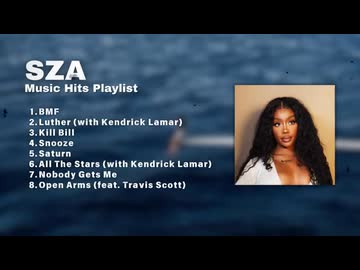 SZA
Music Hits Playlist
1.BMF
2.Luther (with Kendrick Lamar)
3.Kill Bill
4.Snooze
5.Saturn
6.All The Stars (with Kendrick Lamar)
7.Nobody Gets Me
8.Open Arms (feat. Travis Scott)